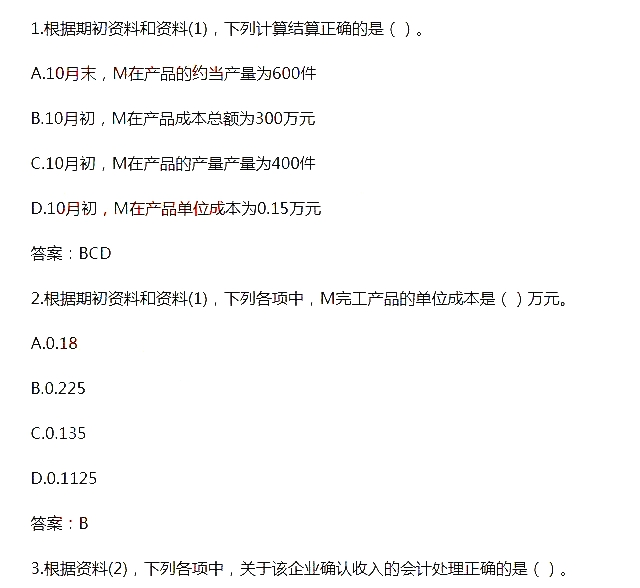 1.根据期初资料和资料(1)，下列计算结算正确的是（ ）。
A.10月末，M在产品的约当产量为600件
B.10月初，M在产品成本总额为300万元
C.10月初，M在产品的产量产量为400件
D.10月初，M在产品单位成本为0.15万元
答案：BCD
2.根据期初资料和资料(1)，下列各项中，M完工产品的单位成本是（ ）万元。
A.0.18
B.0.225
C.0.135
D.0.1125
答案：B
3.根据资料(2)，下列各项中，关于该企业确认收入的会计处理正确的是（ ）。